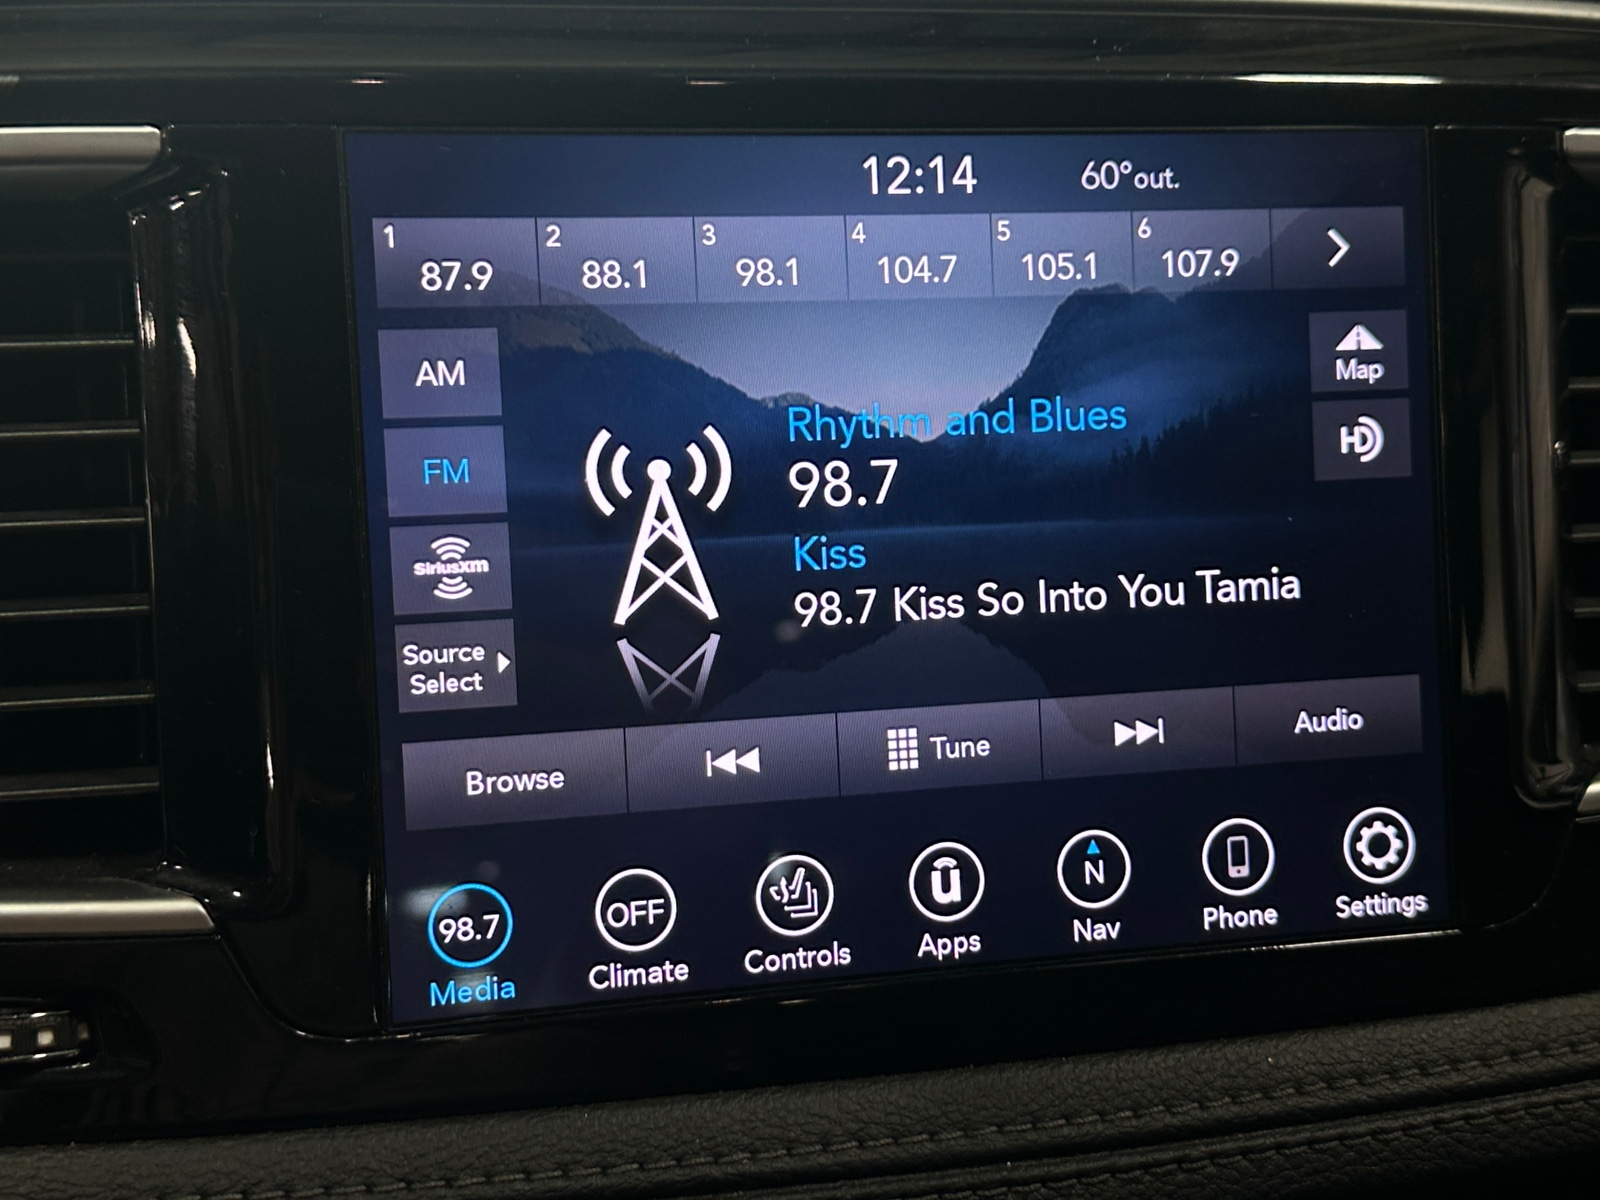 12:14 60°out.
1 2 3 4 5 6
87.9 88.1 98.1 104.7 105.1 107.9
AM
FM
SiriusXM
Source
Select
Rhythm and Blues
98.7
Kiss
98.7 Kiss So Into You Tamia
Map
HD
Browse Tune Audio
98.7 OFF u N
Media Climate Controls Apps Nav Phone Settings